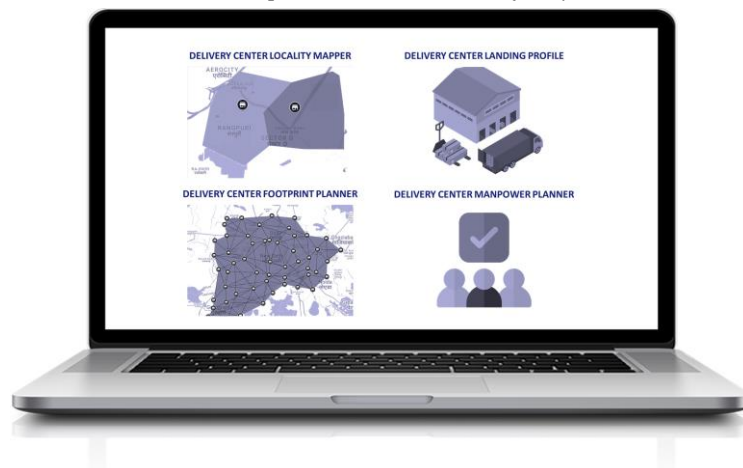 DELIVERY CENTER LOCALITY MAPPER
DELIVERY CENTER LANDING PROFILE
AEROCITY
DELIVERY CENTER FOOTPRINT PLANNER
DELIVERY CENTER MANPOWER PLANNER